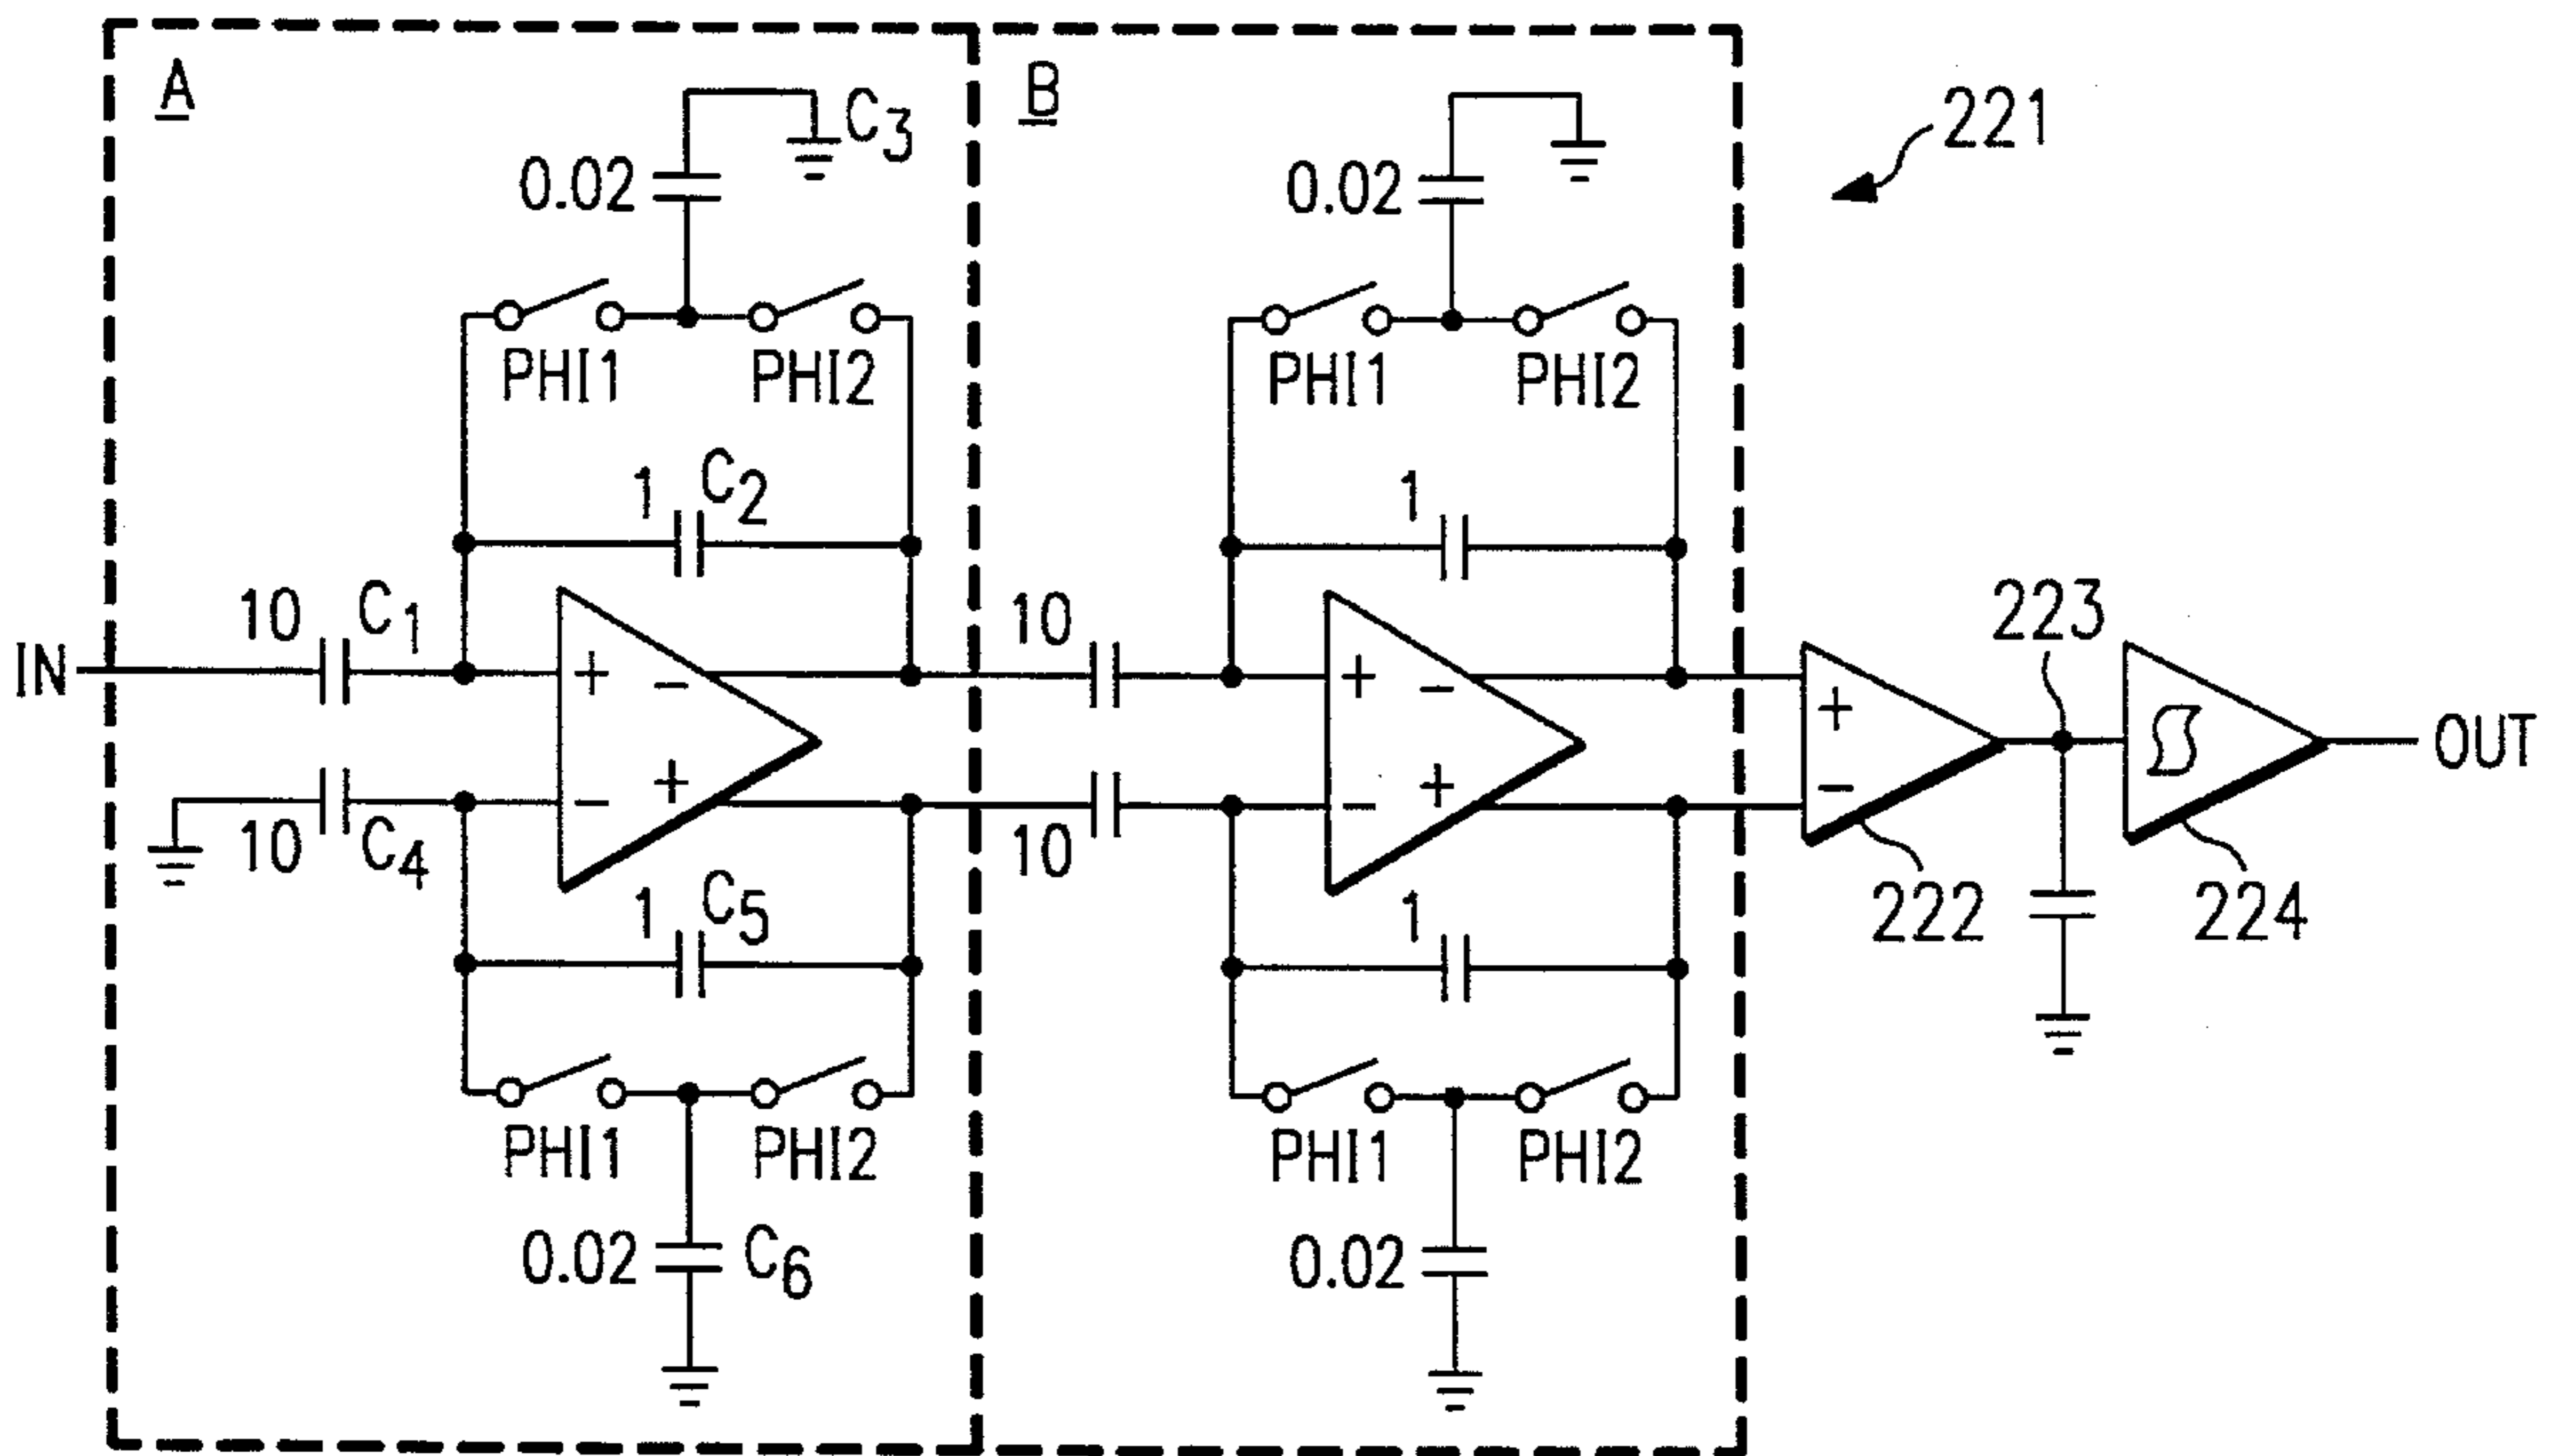 A
B
221
C3
0.02
0.02
PHI1 PHI2
PHI1 PHI2
1 C2
1
10 C1
10
223
IN
+ −
+ −
+
OUT
− +
− +
−
10 C4
10
222
224
1 C5
1
PHI1 PHI2
PHI1 PHI2
0.02 C6
0.02